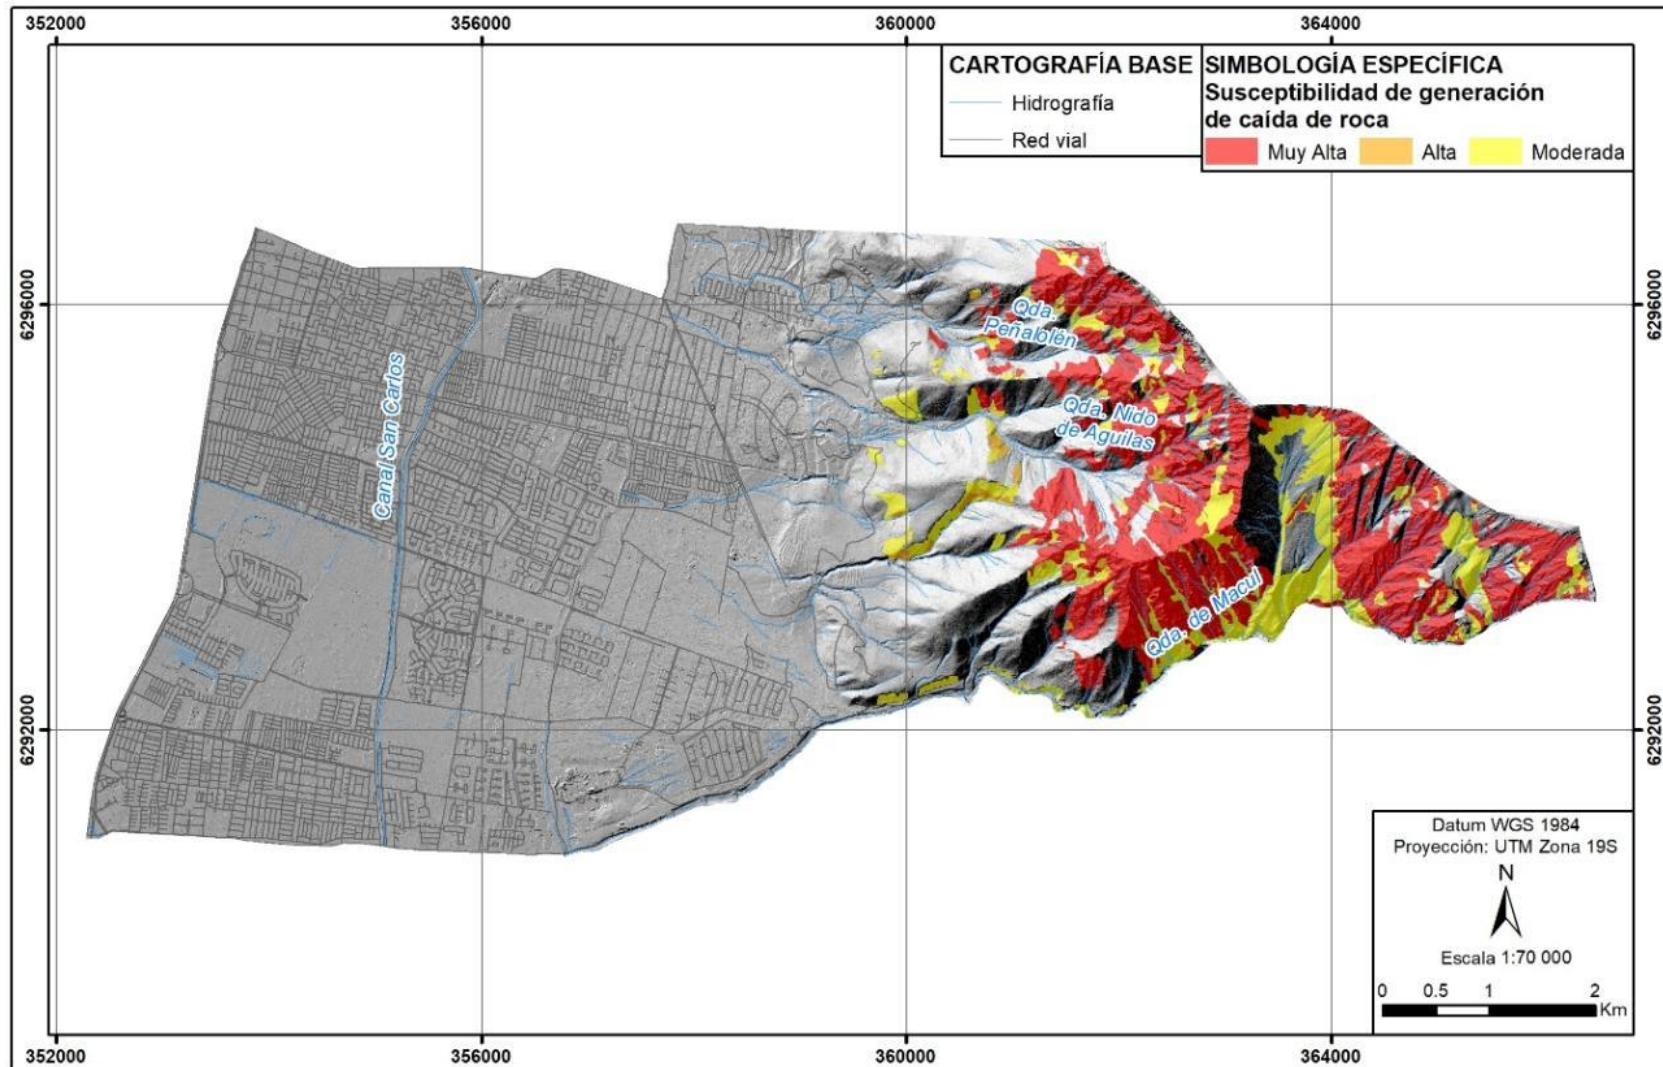 352000
356000
360000
364000
CARTOGRAFÍA BASE
Hidrografía
Red vial
SIMBOLOGÍA ESPECÍFICA
Susceptibilidad de generación
de caída de roca
Muy Alta
Alta
Moderada
6296000
6296000
Qda.
Peñalolén
Canal San Carlos
Qda. Nido
de Aguilas
Qda. de Macul
6292000
6292000
Datum WGS 1984
Proyección: UTM Zona 19S
N
Escala 1:70 000
0 0.5 1 2
Km
352000
356000
360000
364000